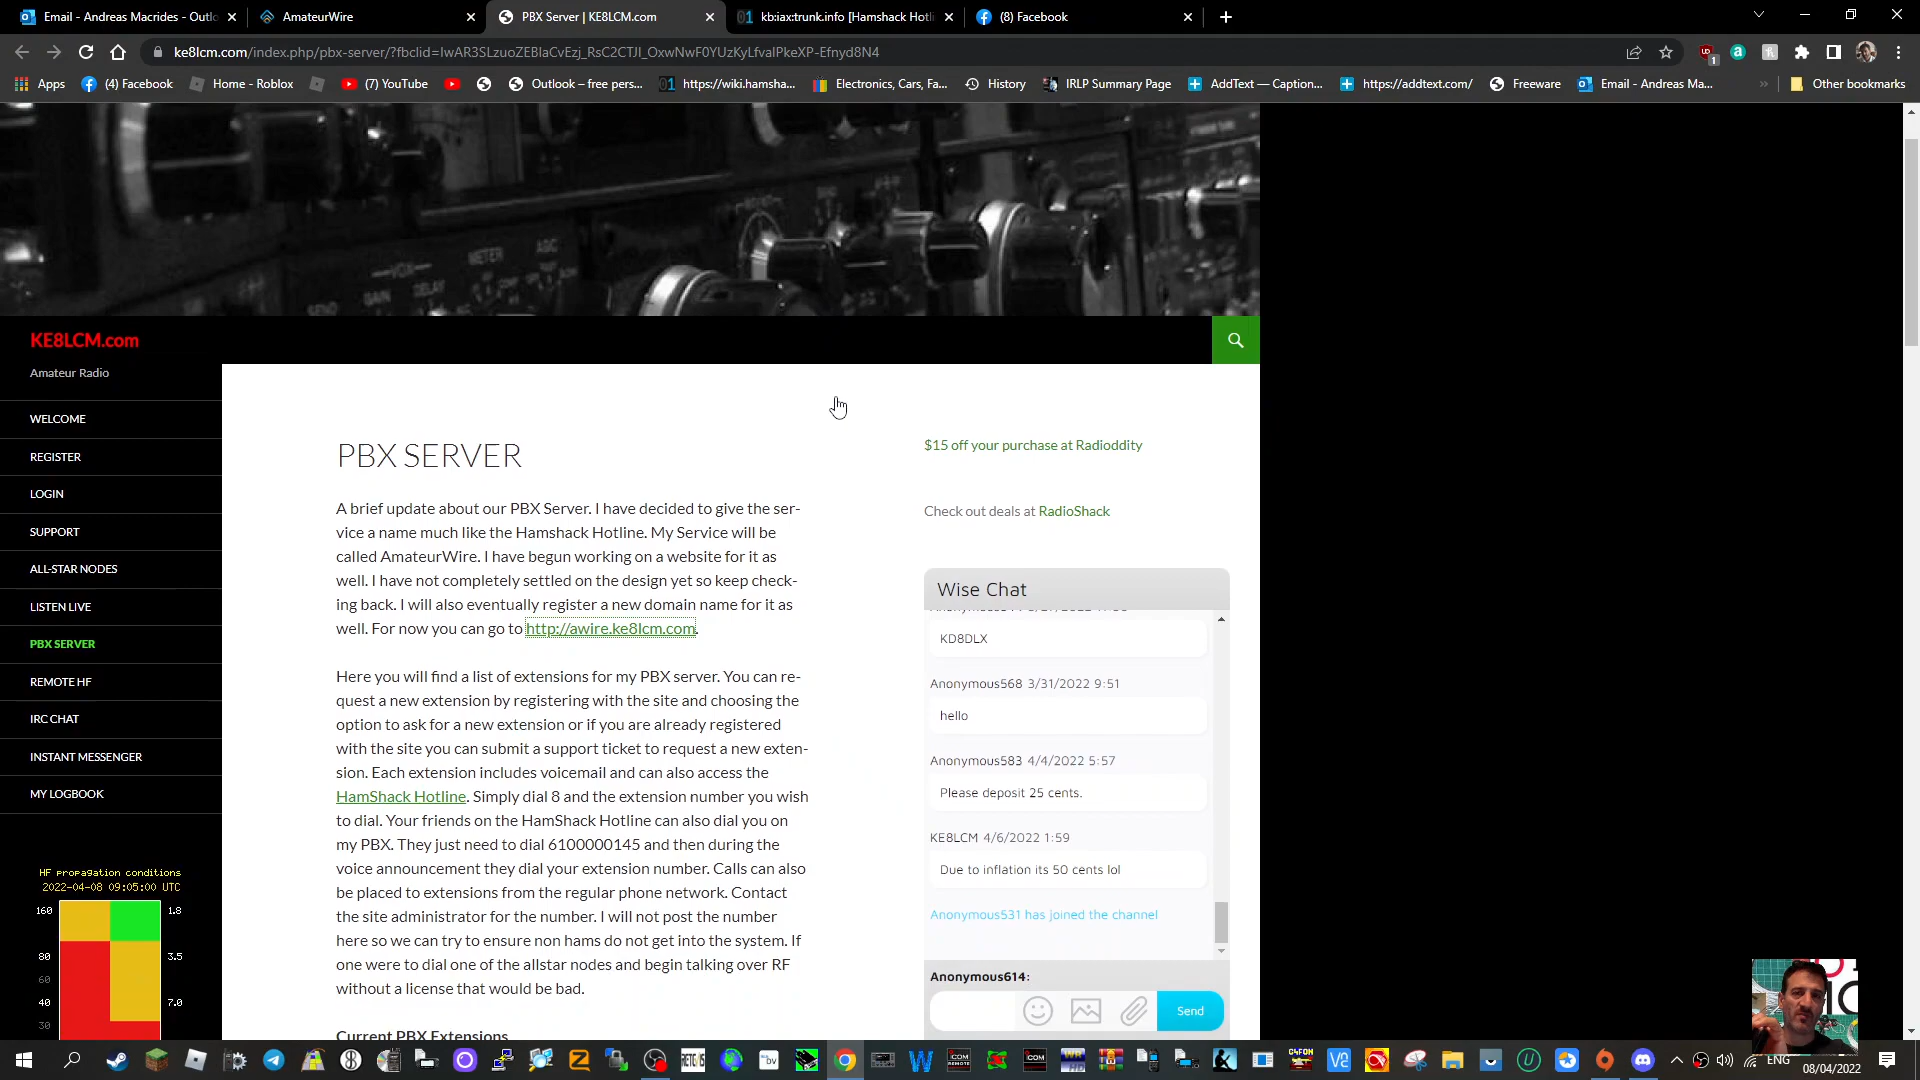 Email - Andreas Macrides - Outlo
AmateurWire
PBX Server | KE8LCM.com
kb:iax:trunk.info [Hamshack Hotli
(8) Facebook
ke8lcm.com/index.php/pbx-server/?fbclid=IwAR3SLzuoZEBlaCvEzj_RsC2CTJl_OxwNwF0YUzKyLfvaIPkeXP-Efnyd8N4
Apps
(4) Facebook
Home - Roblox
(7) YouTube
Outlook – free pers...
https://wiki.hamsha...
Electronics, Cars, Fa...
History
IRLP Summary Page
AddText — Caption...
https://addtext.com/
Freeware
Email - Andreas Ma...
Other bookmarks
METER
AGC
VOX
GAIN DELAY
KE8LCM.com
Amateur Radio
WELCOME
REGISTER
LOGIN
SUPPORT
ALL-STAR NODES
LISTEN LIVE
PBX SERVER
REMOTE HF
IRC CHAT
INSTANT MESSENGER
MY LOGBOOK
HF propagation conditions
2022-04-08 09:05:00 UTC
160 1.8
80 3.5
60
40 7.0
30
PBX SERVER
A brief update about our PBX Server. I have decided to give the ser-
vice a name much like the Hamshack Hotline. My Service will be
called AmateurWire. I have begun working on a website for it as
well. I have not completely settled on the design yet so keep check-
ing back. I will also eventually register a new domain name for it as
well. For now you can go to http://awire.ke8lcm.com.
Here you will find a list of extensions for my PBX server. You can re-
quest a new extension by registering with the site and choosing the
option to ask for a new extension or if you are already registered
with the site you can submit a support ticket to request a new exten-
sion. Each extension includes voicemail and can also access the
HamShack Hotline. Simply dial 8 and the extension number you wish
to dial. Your friends on the HamShack Hotline can also dial you on
my PBX. They just need to dial 6100000145 and then during the
voice announcement they dial your extension number. Calls can also
be placed to extensions from the regular phone network. Contact
the site administrator for the number. I will not post the number
here so we can try to ensure non hams do not get into the system. If
one were to dial one of the allstar nodes and begin talking over RF
without a license that would be bad.
Current PBX Extensions
$15 off your purchase at Radioddity
Check out deals at RadioShack
Wise Chat
KD8DLX
Anonymous568 3/31/2022 9:51
hello
Anonymous583 4/4/2022 5:57
Please deposit 25 cents.
KE8LCM 4/6/2022 1:59
Due to inflation its 50 cents lol
Anonymous531 has joined the channel
Anonymous614:
Send
ENG
08/04/2022